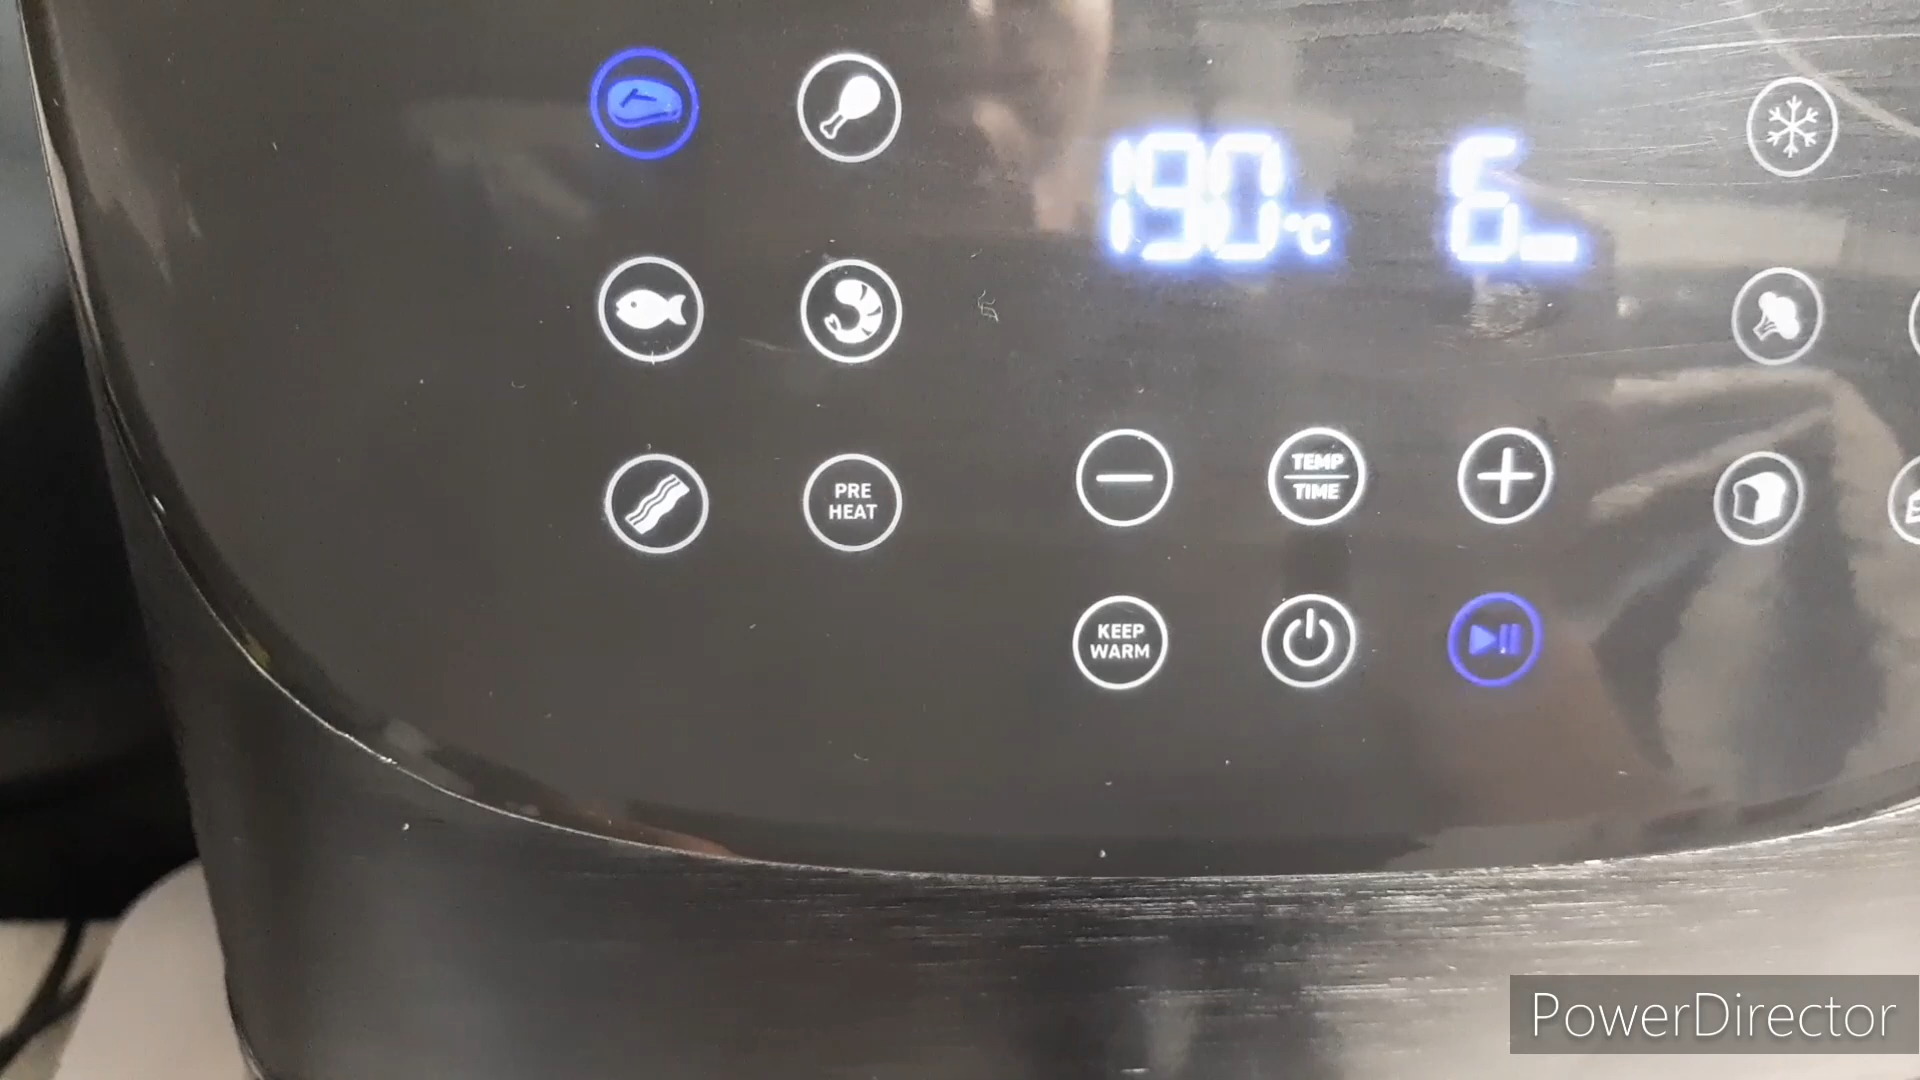 190°C 6
PRE
HEAT
TEMP
TIME
KEEP
WARM
PowerDirector